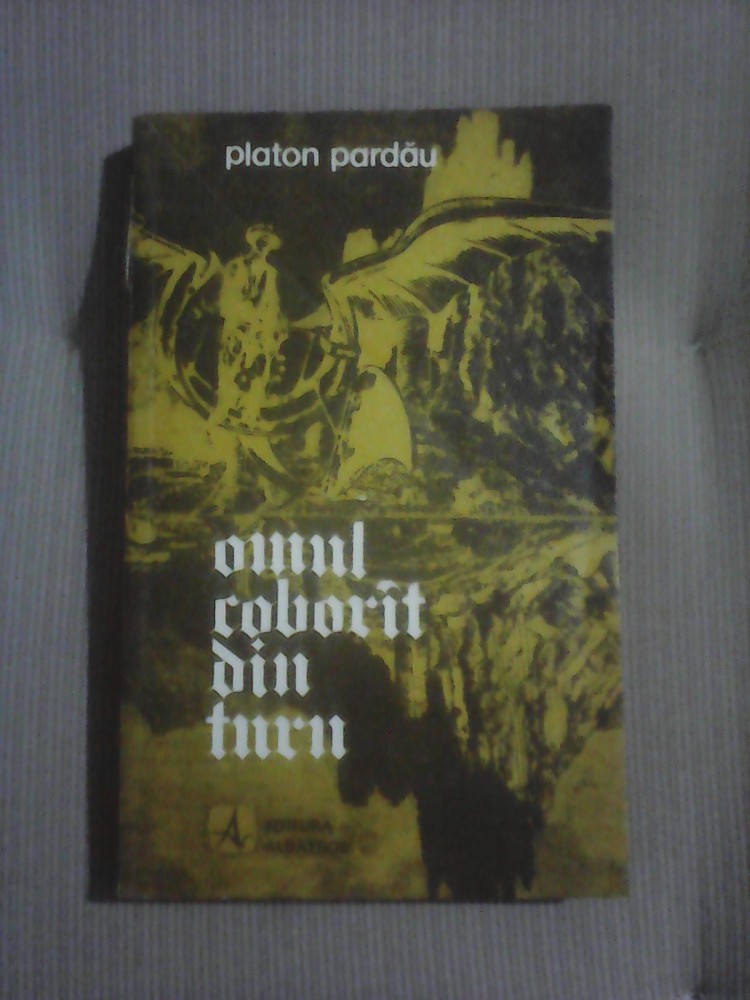 platon pardău
omul
coborît
din
turn
A
EDITURA
ALBATROS